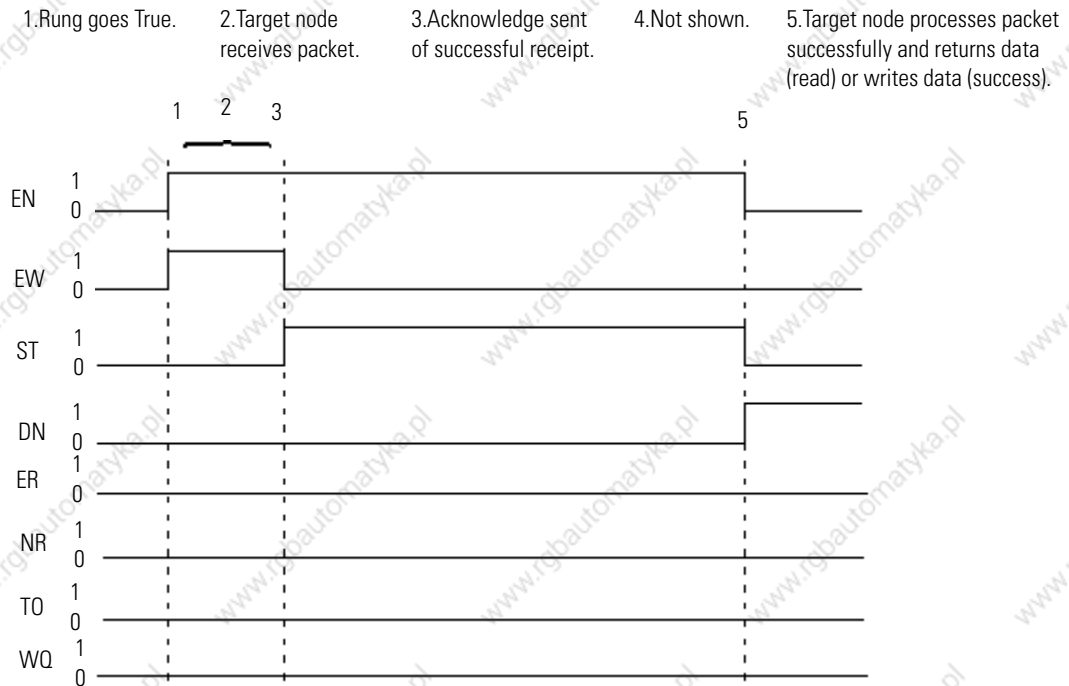 1.Rung goes True.
2.Target node
receives packet.
3.Acknowledge sent
of successful receipt.
4.Not shown.
5.Target node processes packet
successfully and returns data
(read) or writes data (success).
1 2 3 5
EN 1
0
EW 1
0
ST 1
0
DN 1
0
ER 1
0
NR 1
0
TO 1
0
WQ 1
0
www.rgbautomatyka.pl